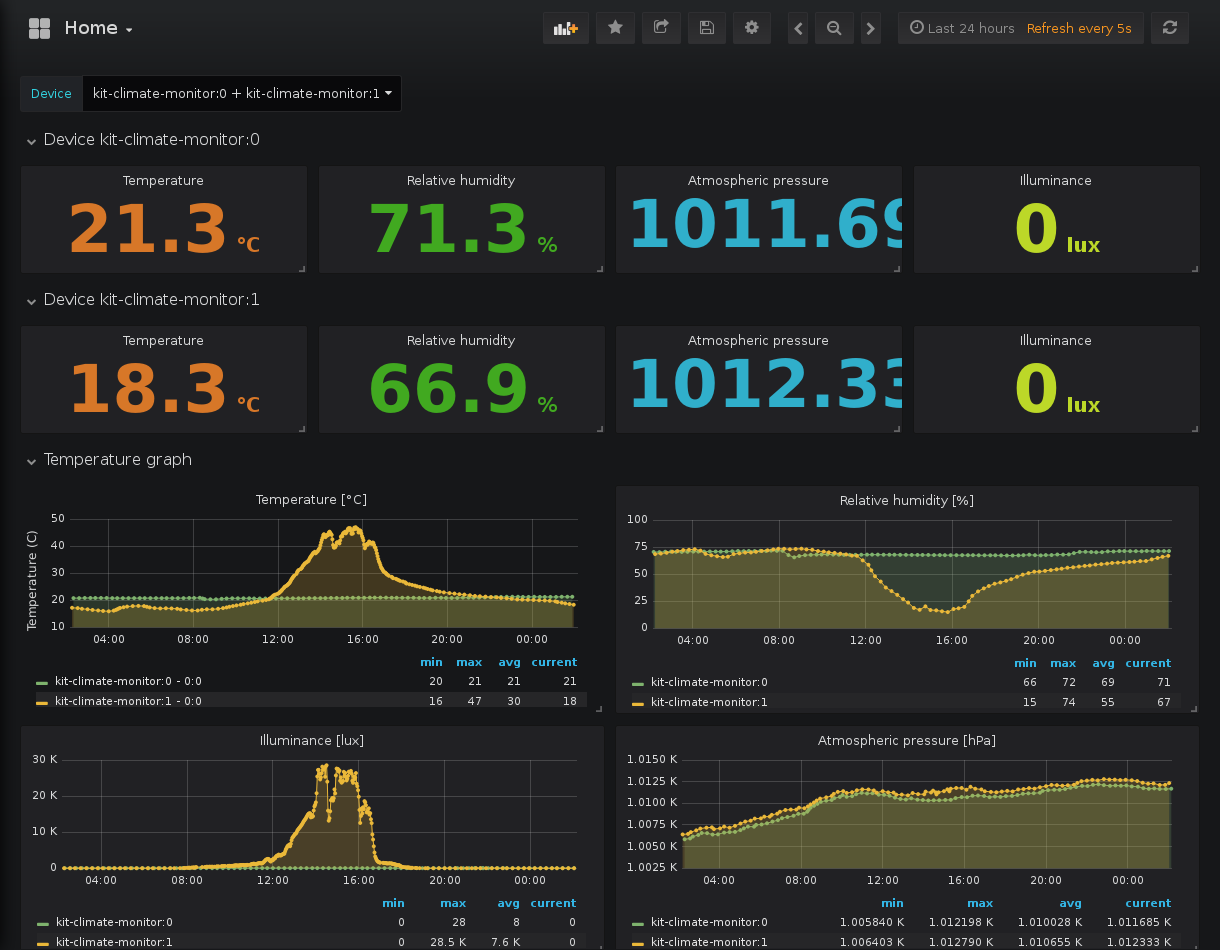 Home
Last 24 hours Refresh every 5s
Device kit-climate-monitor:0 + kit-climate-monitor:1
Device kit-climate-monitor:0
Temperature Relative humidity Atmospheric pressure Illuminance
21.3 °C 71.3 % 1011.69 0 lux
Device kit-climate-monitor:1
Temperature Relative humidity Atmospheric pressure Illuminance
18.3 °C 66.9 % 1012.33 0 lux
Temperature graph
Temperature [°C]
Temperature (C)
50
40
30
20
10
04:00 08:00 12:00 16:00 20:00 00:00
min max avg current
kit-climate-monitor:0 - 0:0 20 21 21 21
kit-climate-monitor:1 - 0:0 16 47 30 18
Relative humidity [%]
100
75
50
25
0
04:00 08:00 12:00 16:00 20:00 00:00
min max avg current
kit-climate-monitor:0 66 72 69 71
kit-climate-monitor:1 15 74 55 67
Illuminance [lux]
30 K
20 K
10 K
0
04:00 08:00 12:00 16:00 20:00 00:00
min max avg current
kit-climate-monitor:0 0 28 8 0
kit-climate-monitor:1 0 28.5 K 7.6 K 0
Atmospheric pressure [hPa]
1.0150 K
1.0125 K
1.0100 K
1.0075 K
1.0050 K
1.0025 K
04:00 08:00 12:00 16:00 20:00 00:00
min max avg current
kit-climate-monitor:0 1.005840 K 1.012198 K 1.010028 K 1.011685 K
kit-climate-monitor:1 1.006403 K 1.012790 K 1.010655 K 1.012333 K